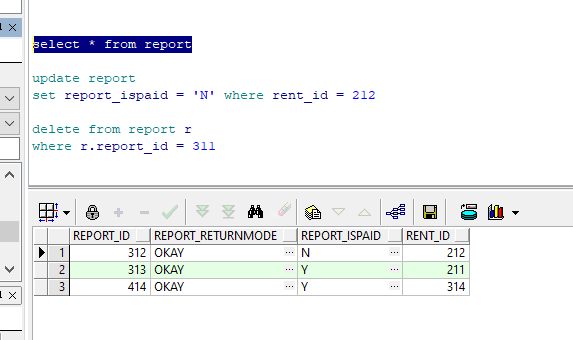 select * from report
update report
set report_ispaid = 'N' where rent_id = 212
delete from report r
where r.report_id = 311
REPORT_ID REPORT_RETURNMODE REPORT_ISPAID RENT_ID
1 312 OKAY ... N ... 212
2 313 OKAY ... Y ... 211
3 414 OKAY ... Y ... 314